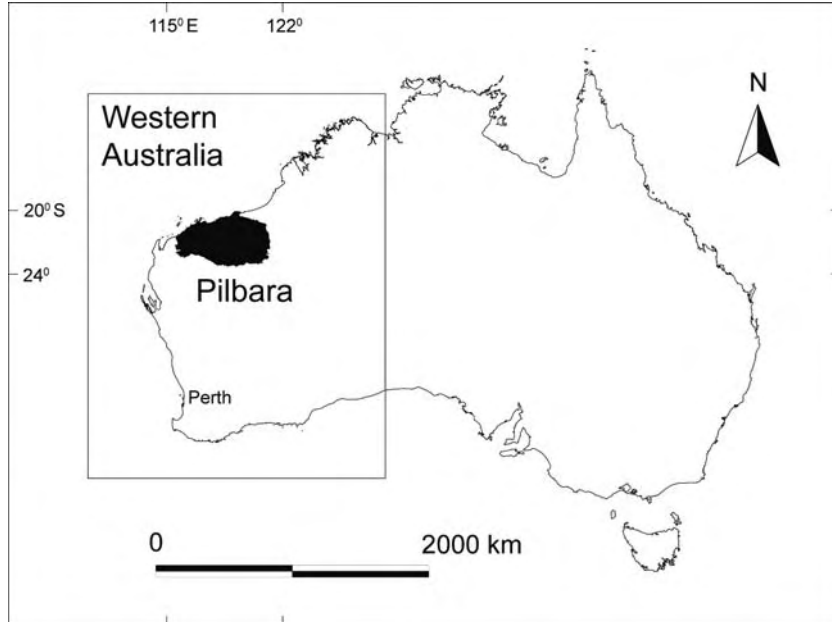 115⁰ E 122⁰
N
Western
Australia
20⁰ S
24⁰
Pilbara
Perth
0 2000 km